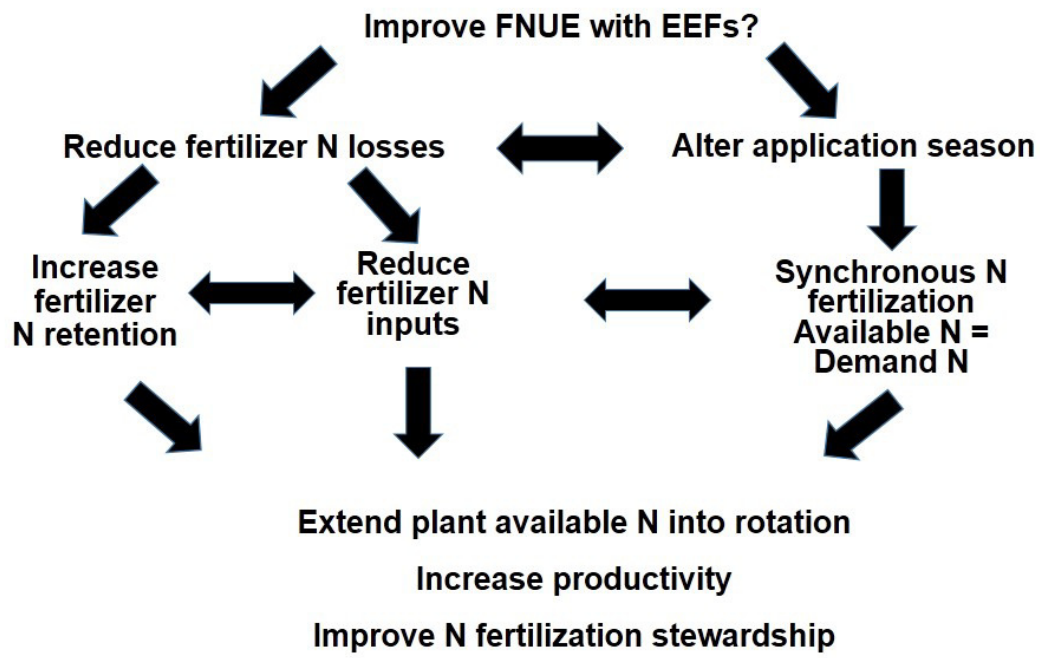 Improve FNUE with EEFs?
Reduce fertilizer N losses
Alter application season
Increase
fertilizer
N retention
Reduce
fertilizer N
inputs
Synchronous N
fertilization
Available N =
Demand N
Extend plant available N into rotation
Increase productivity
Improve N fertilization stewardship